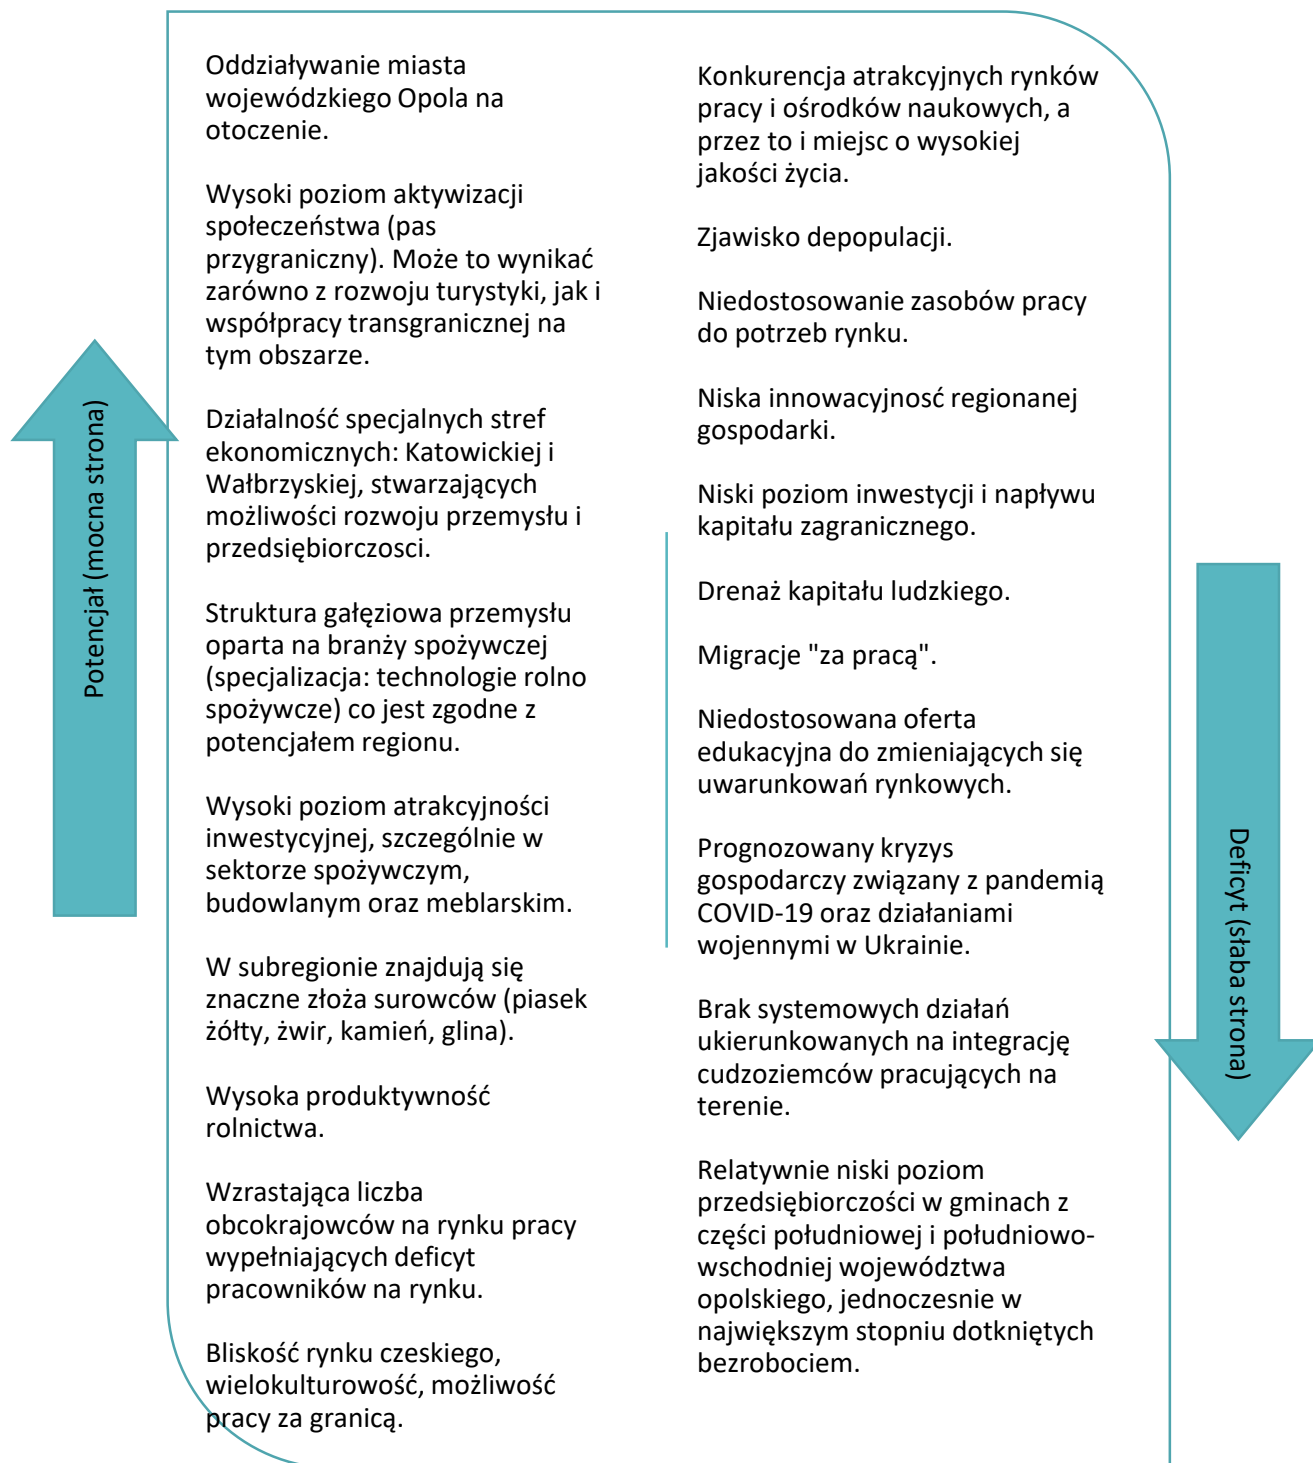 Potencjał (mocna strona)
Oddziaływanie miasta
wojewódzkiego Opola na
otoczenie.
Wysoki poziom aktywizacji
społeczeństwa (pas
przygraniczny). Może to wynikać
zarówno z rozwoju turystyki, jak i
współpracy transgranicznej na
tym obszarze.
Działalność specjalnych stref
ekonomicznych: Katowickiej i
Wałbrzyskiej, stwarzających
możliwości rozwoju przemysłu i
przedsiębiorczosci.
Struktura gałęziowa przemysłu
oparta na branży spożywczej
(specjalizacja: technologie rolno
spożywcze) co jest zgodne z
potencjałem regionu.
Wysoki poziom atrakcyjności
inwestycyjnej, szczególnie w
sektorze spożywczym,
budowlanym oraz meblarskim.
W subregionie znajdują się
znaczne złoża surowców (piasek
żółty, żwir, kamień, glina).
Wysoka produktywność
rolnictwa.
Wzrastająca liczba
obcokrajowców na rynku pracy
wypełniających deficyt
pracowników na rynku.
Bliskość rynku czeskiego,
wielokulturowość, możliwość
pracy za granicą.
Konkurencja atrakcyjnych rynków
pracy i ośrodków naukowych, a
przez to i miejsc o wysokiej
jakości życia.
Zjawisko depopulacji.
Niedostosowanie zasobów pracy
do potrzeb rynku.
Niska innowacyjnosć regionanej
gospodarki.
Niski poziom inwestycji i napływu
kapitału zagranicznego.
Drenaż kapitału ludzkiego.
Migracje "za pracą".
Niedostosowana oferta
edukacyjna do zmieniających się
uwarunkowań rynkowych.
Prognozowany kryzys
gospodarczy związany z pandemią
COVID-19 oraz działaniami
wojennymi w Ukrainie.
Brak systemowych działań
ukierunkowanych na integrację
cudzoziemców pracujących na
terenie.
Relatywnie niski poziom
przedsiębiorczości w gminach z
części południowej i południowo-
wschodniej województwa
opolskiego, jednoczesnie w
największym stopniu dotkniętych
bezrobociem.
Deficyt (słaba strona)